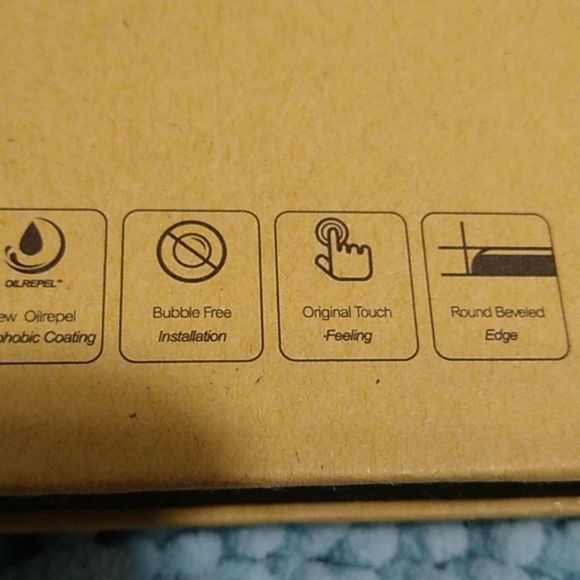 OILREPEL™
ew Oilrepel
phobic Coating
Bubble Free
Installation
Original Touch
-Feeling
Round Beveled
Edge